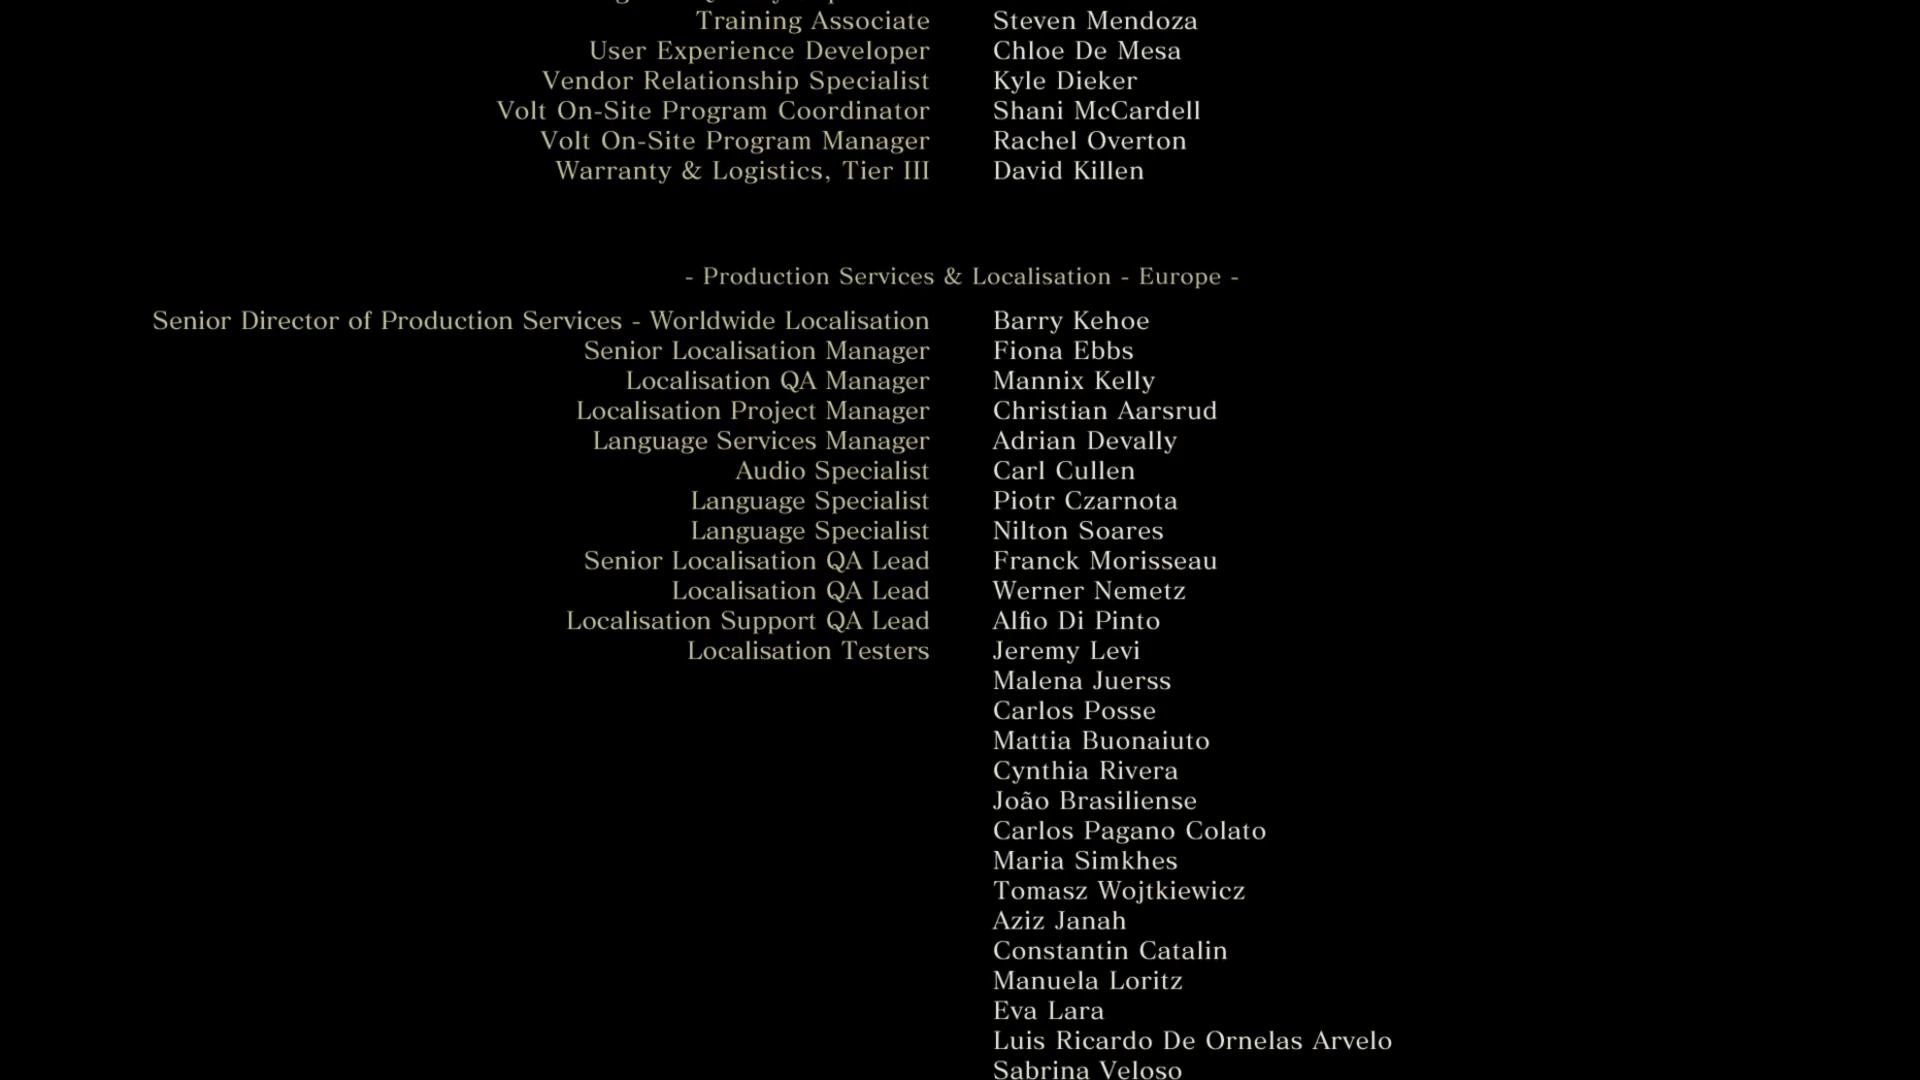 Training Associate Steven Mendoza
User Experience Developer Chloe De Mesa
Vendor Relationship Specialist Kyle Dieker
Volt On-Site Program Coordinator Shani McCardell
Volt On-Site Program Manager Rachel Overton
Warranty & Logistics, Tier III David Killen
- Production Services & Localisation - Europe -
Senior Director of Production Services - Worldwide Localisation Barry Kehoe
Senior Localisation Manager Fiona Ebbs
Localisation QA Manager Mannix Kelly
Localisation Project Manager Christian Aarsrud
Language Services Manager Adrian Devally
Audio Specialist Carl Cullen
Language Specialist Piotr Czarnota
Language Specialist Nilton Soares
Senior Localisation QA Lead Franck Morisseau
Localisation QA Lead Werner Nemetz
Localisation Support QA Lead Alfio Di Pinto
Localisation Testers Jeremy Levi
Malena Juerss
Carlos Posse
Mattia Buonaiuto
Cynthia Rivera
João Brasiliense
Carlos Pagano Colato
Maria Simkhes
Tomasz Wojtkiewicz
Aziz Janah
Constantin Catalin
Manuela Loritz
Eva Lara
Luis Ricardo De Ornelas Arvelo
Sabrina Veloso